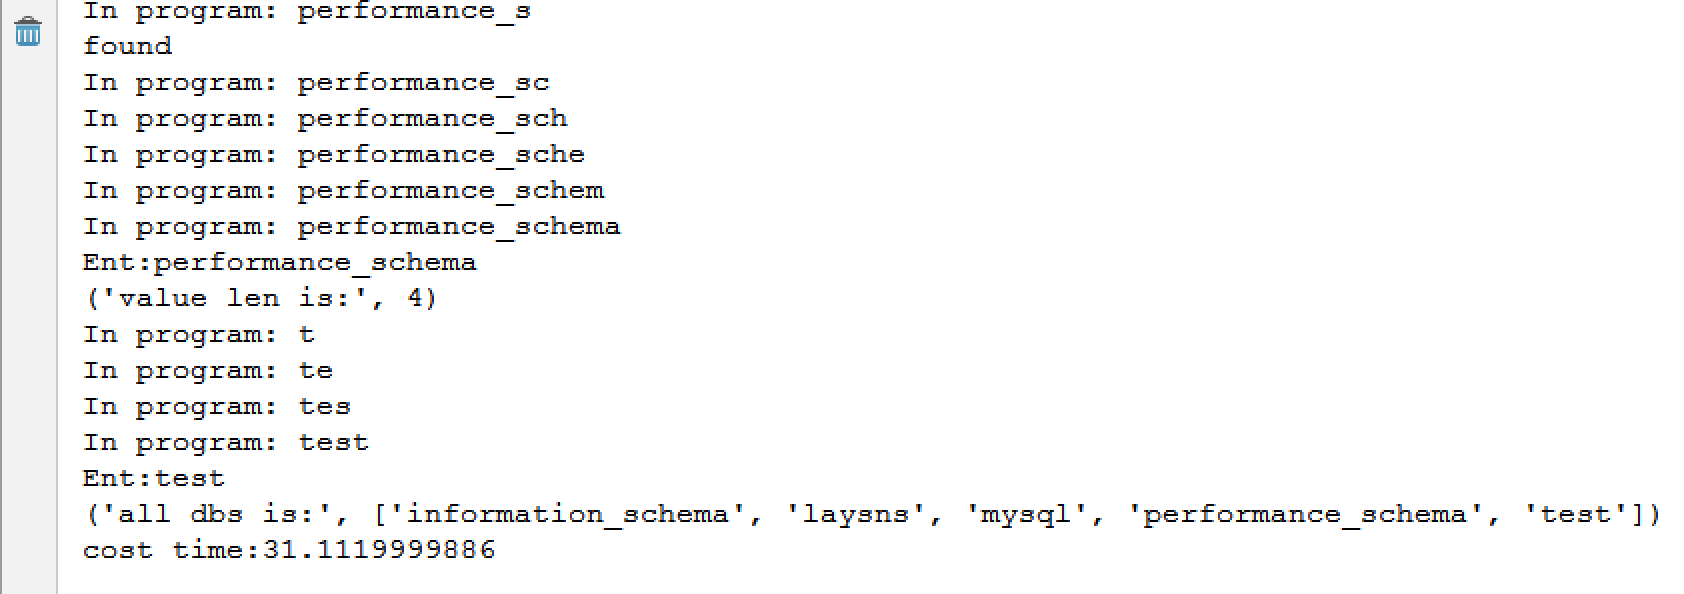 In program: performance_s
found
In program: performance_sc
In program: performance_sch
In program: performance_sche
In program: performance_schem
In program: performance_schema
Ent:performance_schema
('value len is:', 4)
In program: t
In program: te
In program: tes
In program: test
Ent:test
('all dbs is:', ['information_schema', 'laysns', 'mysql', 'performance_schema', 'test'])
cost time:31.1119999886